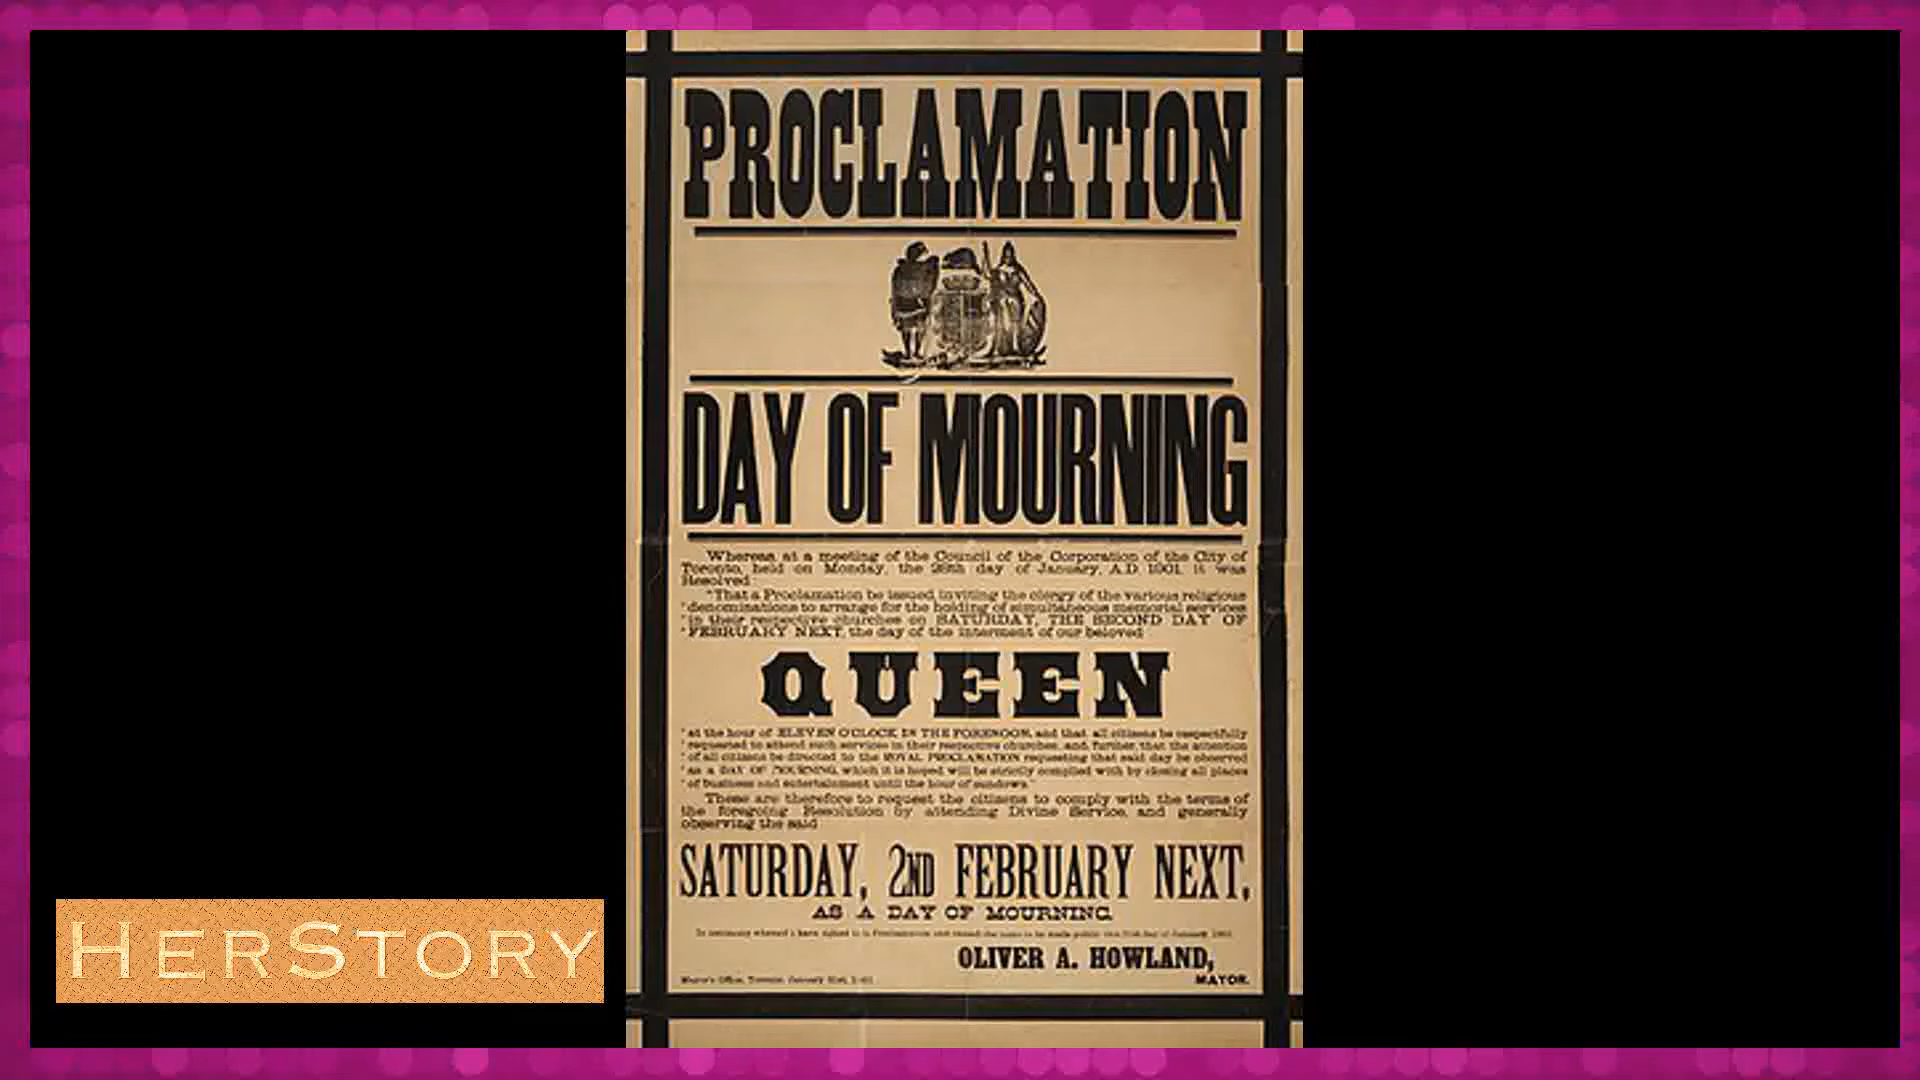 PROCLAMATION
DAY OF MOURNING
Whereas, at a meeting of the Council of the Corporation of the City of
Toronto, held on Monday, the 28th day of January, A.D. 1901, it was
Resolved:
"That a Proclamation be issued, inviting the clergy of the various religious
"denominations to arrange for the holding of simultaneous memorial services
"in their respective churches on SATURDAY, THE SECOND DAY OF
"FEBRUARY NEXT, the day of the interment of our beloved
QUEEN
"at the hour of ELEVEN O'CLOCK IN THE FORENOON, and that all citizens be respectfully
"requested to attend such services in their respective churches, and, further, that the attention
"of all citizens be directed to the ROYAL PROCLAMATION requesting that said day be observed
"as a DAY OF MOURNING, which it is hoped will be strictly complied with by closing all places
"of business and entertainment until the hour of sundown."
These are therefore to request the citizens to comply with the terms of
the foregoing Resolution by attending Divine Service, and generally
observing the said
SATURDAY, 2ND FEBRUARY NEXT,
AS A DAY OF MOURNING.
OLIVER A. HOWLAND,
MAYOR.
Mayor's Office, Toronto, January
HERSTORY